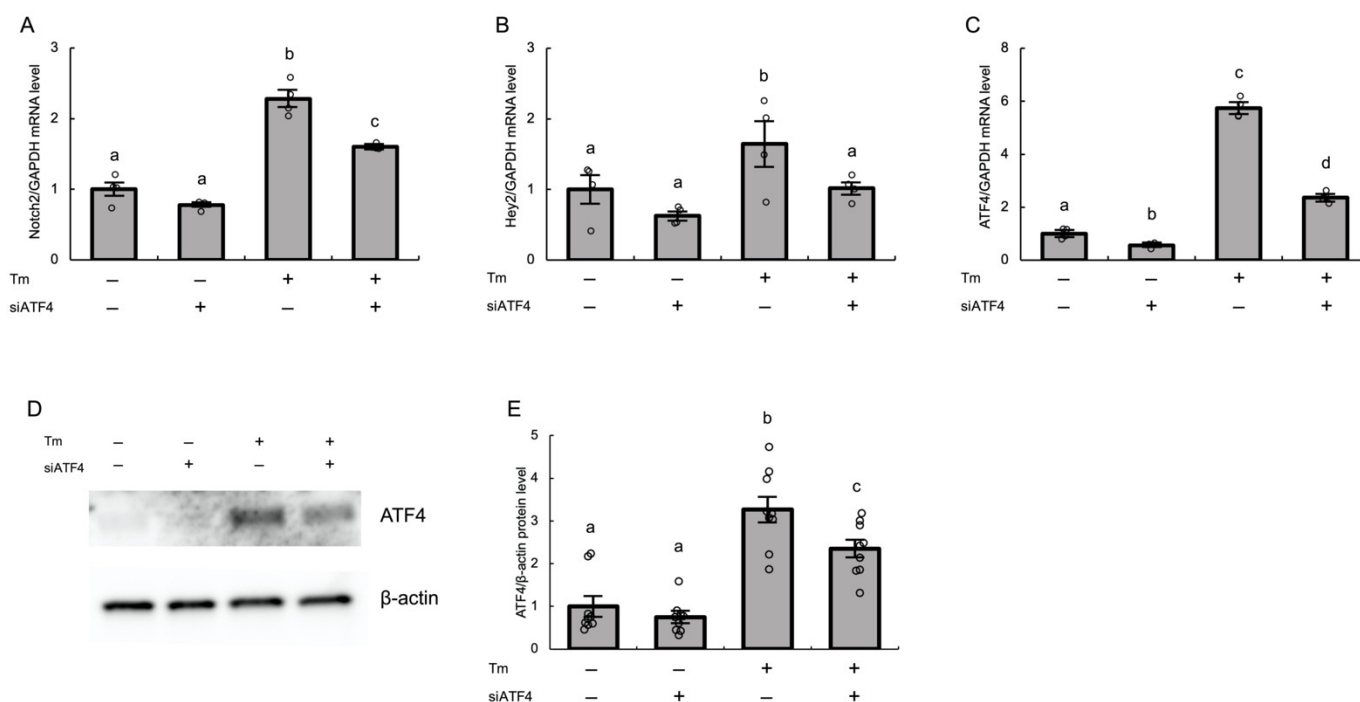 A
Notch2/GAPDH mRNA level
3
2
1
0
a
a
b
c
Tm – – + +
siATF4 – + – +
B
Hey2/GAPDH mRNA level
3
2
1
0
a
a
b
a
Tm – – + +
siATF4 – + – +
C
ATF4/GAPDH mRNA level
8
6
4
2
0
a
b
c
d
Tm – – + +
siATF4 – + – +
D
Tm – – + +
siATF4 – + – +
ATF4
β-actin
E
ATF4/β-actin protein level
5
4
3
2
1
0
a
a
b
c
Tm – – + +
siATF4 – + – +